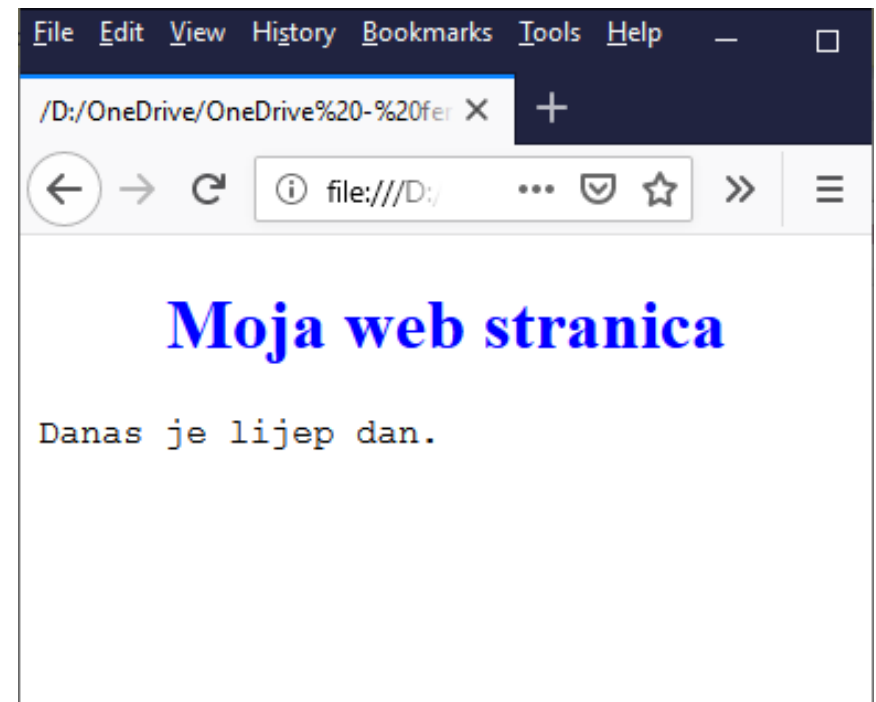 File Edit View History Bookmarks Tools Help
/D:/OneDrive/OneDrive%20-%20fer
file:///D:/
Moja web stranica
Danas je lijep dan.